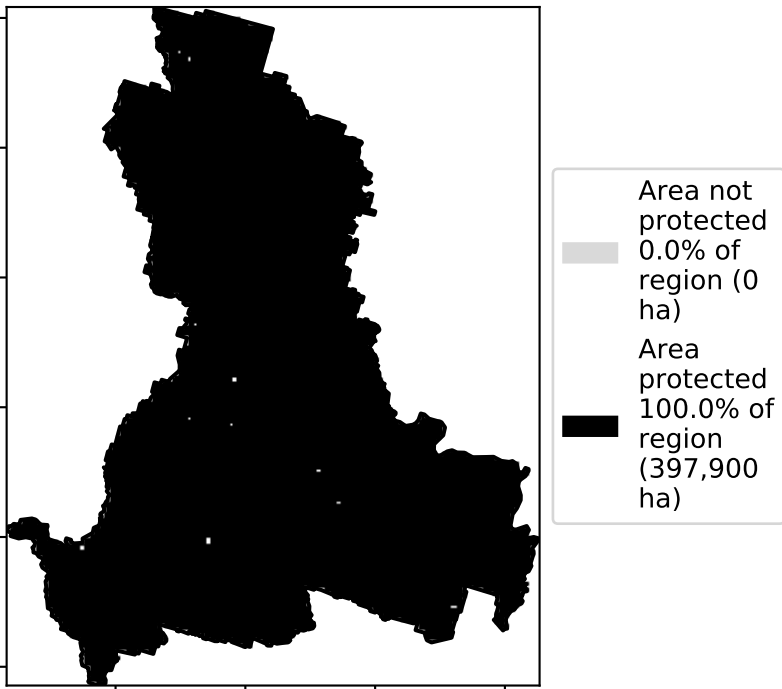 Area not
protected
0.0% of
region (0
ha)
Area
protected
100.0% of
region
(397,900
ha)